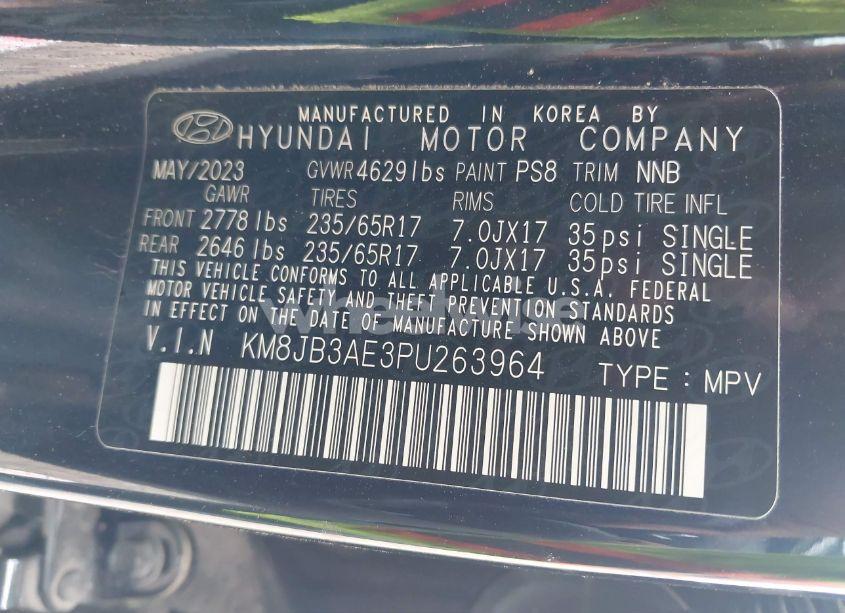 MANUFACTURED IN KOREA BY
HYUNDAI MOTOR COMPANY
MAY/2023 GVWR 4629 lbs PAINT PS8 TRIM NNB
GAWR TIRES RIMS COLD TIRE INFL
FRONT 2778 lbs 235/65R17 7.0JX17 35psi SINGLE
REAR 2646 lbs 235/65R17 7.0JX17 35psi SINGLE
THIS VEHICLE CONFORMS TO ALL APPLICABLE U.S.A. FEDERAL
MOTOR VEHICLE SAFETY AND THEFT PREVENTION STANDARDS
IN EFFECT ON THE DATE OF MANUFACTURE SHOWN ABOVE
V.I.N KM8JB3AE3PU263964 TYPE : MPV